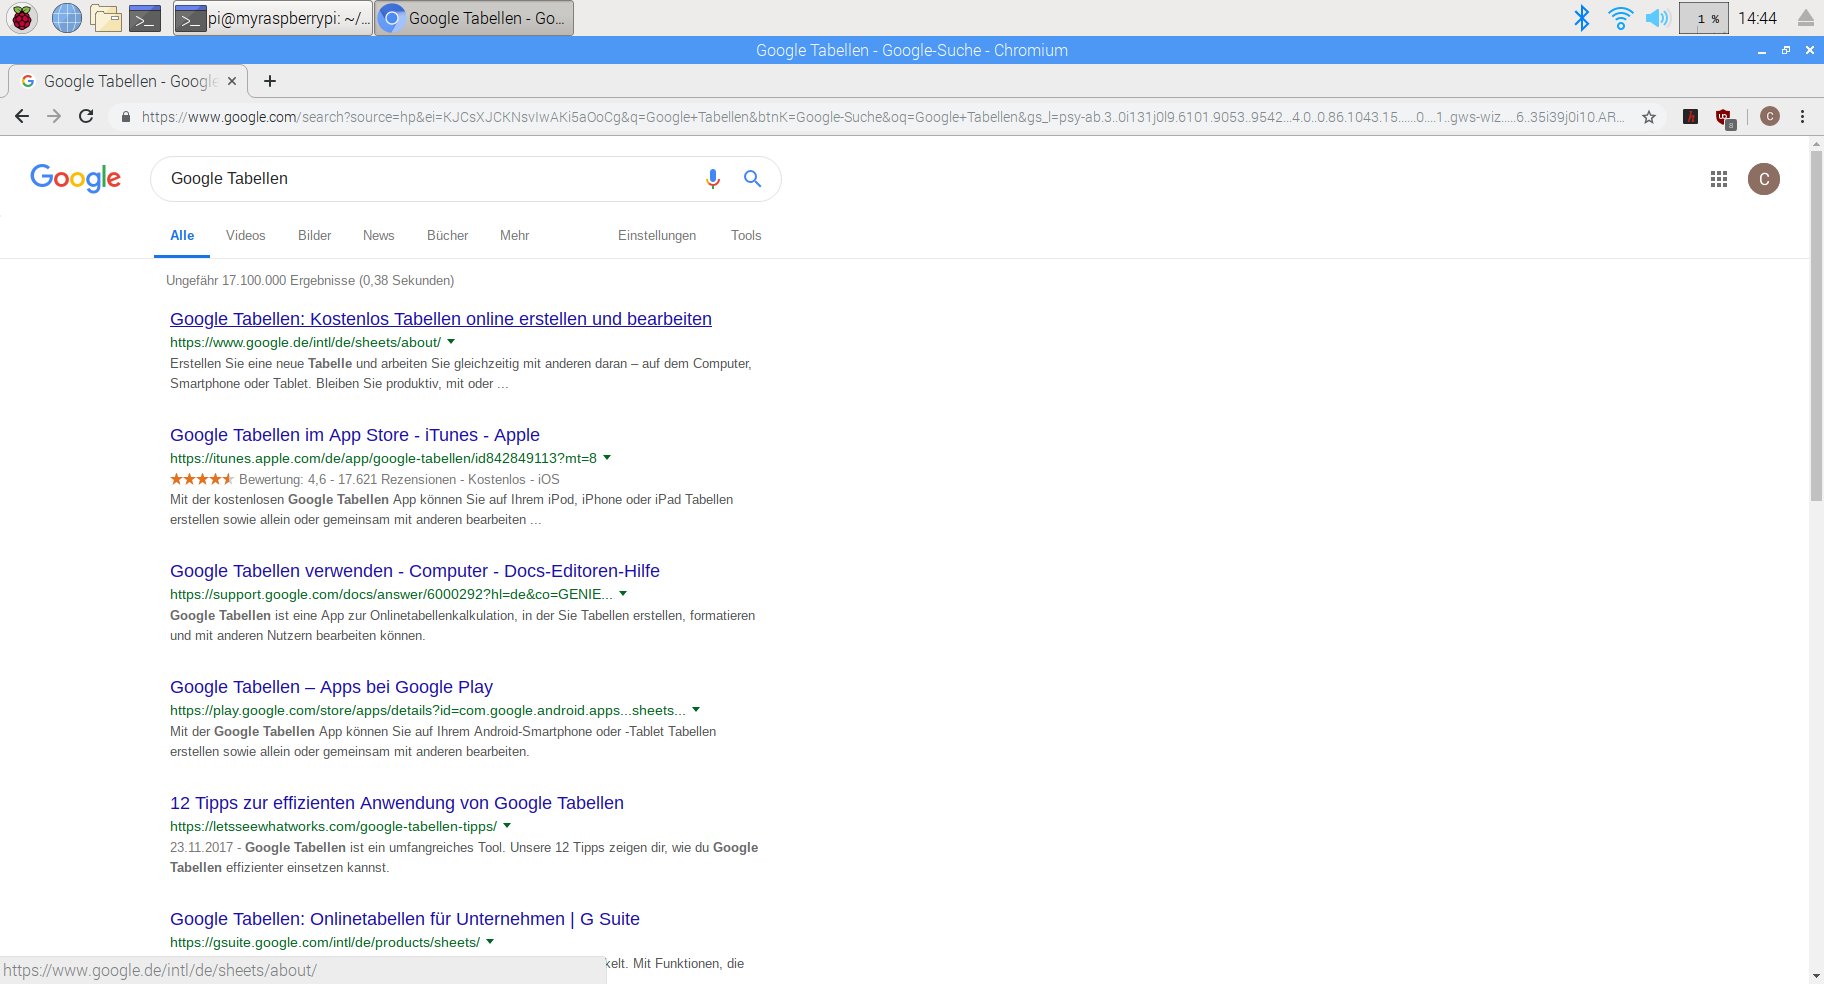 pi@myraspberrypi: ~/...
Google Tabellen - Go...
1 %
14:44
Google Tabellen - Google-Suche - Chromium
Google Tabellen - Google
https://www.google.com/search?source=hp&ei=KJCsXJCKNsvIwAKi5aOoCg&q=Google+Tabellen&btnK=Google-Suche&oq=Google+Tabellen&gs_l=psy-ab.3..0i131j0l9.6101.9053..9542...4.0..0.86.1043.15......0....1..gws-wiz.....6..35i39j0i10.AR...
8
C
Google
Google Tabellen
C
Alle Videos Bilder News Bücher Mehr Einstellungen Tools
Ungefähr 17.100.000 Ergebnisse (0,38 Sekunden)
Google Tabellen: Kostenlos Tabellen online erstellen und bearbeiten
https://www.google.de/intl/de/sheets/about/
Erstellen Sie eine neue Tabelle und arbeiten Sie gleichzeitig mit anderen daran – auf dem Computer,
Smartphone oder Tablet. Bleiben Sie produktiv, mit oder ...
Google Tabellen im App Store - iTunes - Apple
https://itunes.apple.com/de/app/google-tabellen/id842849113?mt=8
Bewertung: 4,6 - 17.621 Rezensionen - Kostenlos - iOS
Mit der kostenlosen Google Tabellen App können Sie auf Ihrem iPod, iPhone oder iPad Tabellen
erstellen sowie allein oder gemeinsam mit anderen bearbeiten ...
Google Tabellen verwenden - Computer - Docs-Editoren-Hilfe
https://support.google.com/docs/answer/6000292?hl=de&co=GENIE...
Google Tabellen ist eine App zur Onlinetabellenkalkulation, in der Sie Tabellen erstellen, formatieren
und mit anderen Nutzern bearbeiten können.
Google Tabellen – Apps bei Google Play
https://play.google.com/store/apps/details?id=com.google.android.apps...sheets...
Mit der Google Tabellen App können Sie auf Ihrem Android-Smartphone oder -Tablet Tabellen
erstellen sowie allein oder gemeinsam mit anderen bearbeiten.
12 Tipps zur effizienten Anwendung von Google Tabellen
https://letsseewhatworks.com/google-tabellen-tipps/
23.11.2017 - Google Tabellen ist ein umfangreiches Tool. Unsere 12 Tipps zeigen dir, wie du Google
Tabellen effizienter einsetzen kannst.
Google Tabellen: Onlinetabellen für Unternehmen | G Suite
https://gsuite.google.com/intl/de/products/sheets/
kelt. Mit Funktionen, die
https://www.google.de/intl/de/sheets/about/